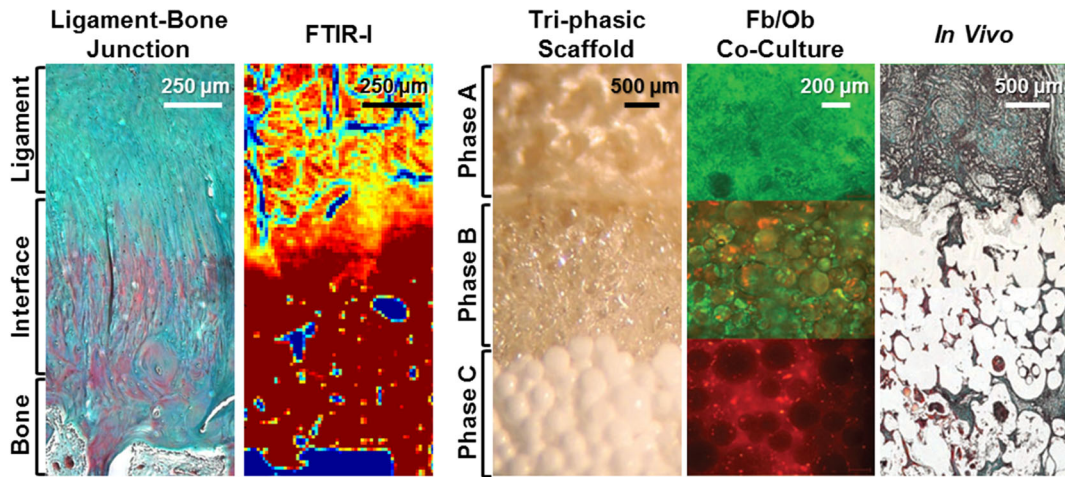 Ligament-Bone
Junction
FTIR-I
Tri-phasic
Scaffold
Fb/Ob
Co-Culture
In Vivo
250 µm
250 µm
500 µm
200 µm
500 µm
Ligament
Interface
Bone
Phase A
Phase B
Phase C